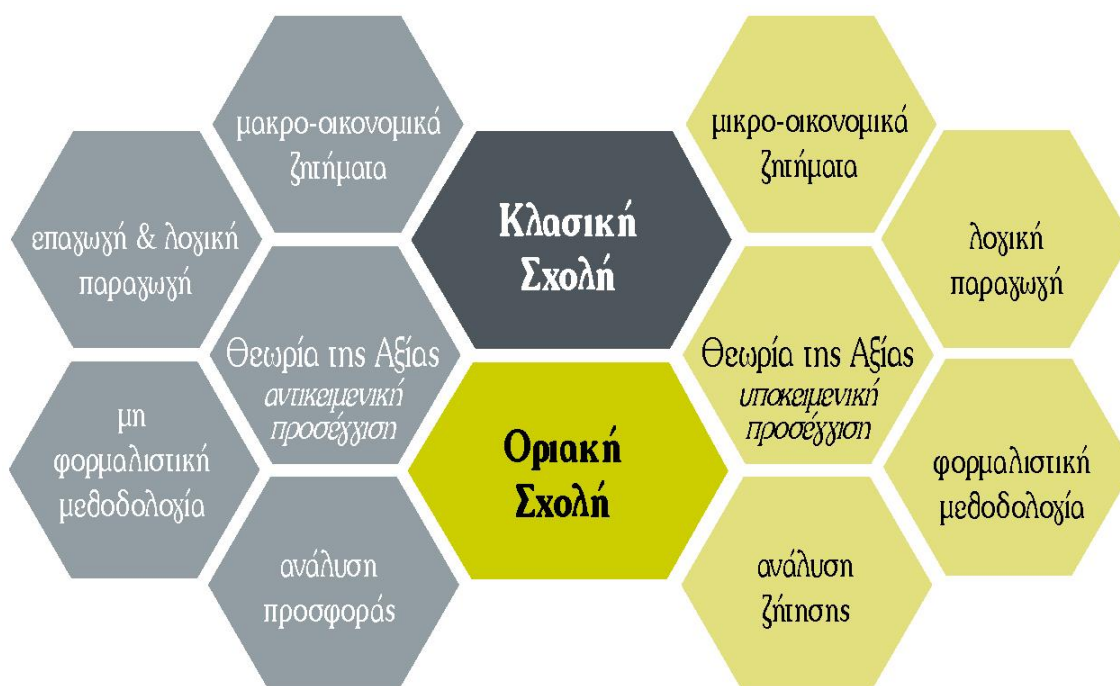 μακρο-οικονομικά
ζητήματα
επαγωγή & λογική
παραγωγή
Θεωρία της Αξίας
αντικειμενική
προσέγγιση
μη
φορμαλιστική
μεθοδολογία
ανάλυση
προσφοράς
Κλασική
Σχολή
Οριακή
Σχολή
μικρο-οικονομικά
ζητήματα
λογική
παραγωγή
Θεωρία της Αξίας
υποκειμενική
προσέγγιση
φορμαλιστική
μεθοδολογία
ανάλυση
ζήτησης